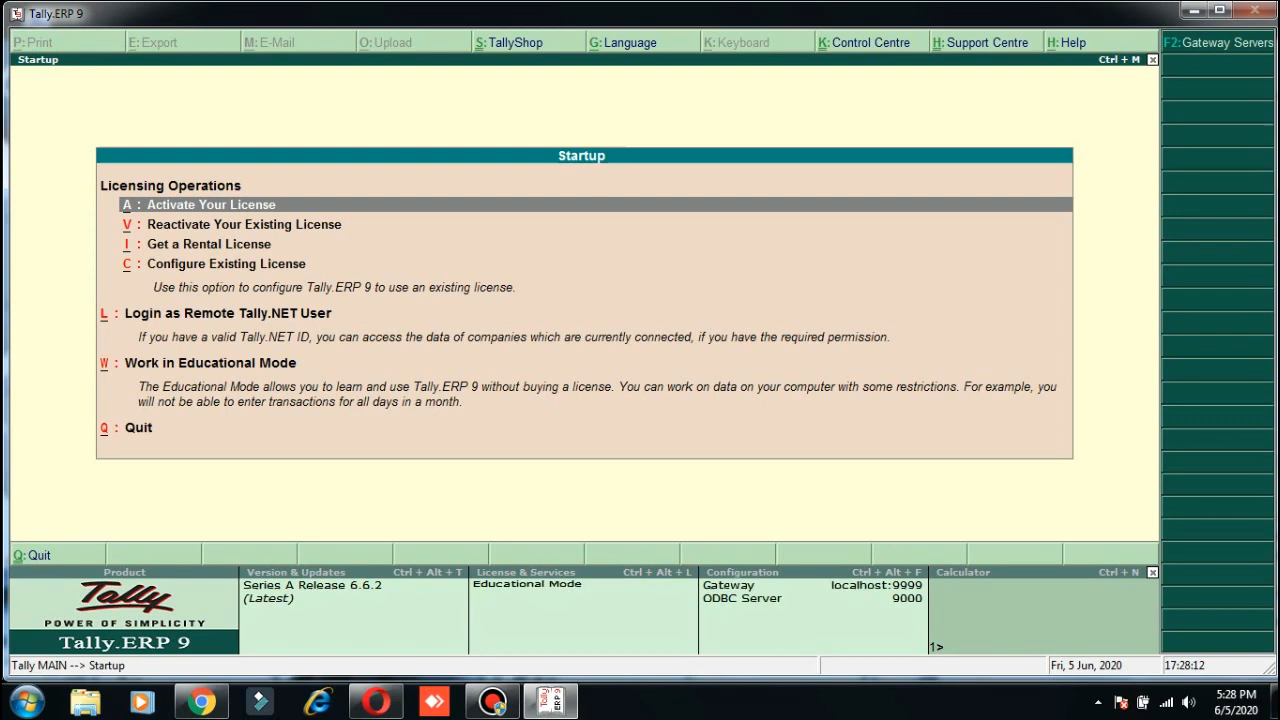 Tally.ERP 9
P:Print E:Export M:E-Mail O:Upload S:TallyShop G:Language K:Keyboard K:Control Centre H:Support Centre H:Help F2:Gateway Servers
Startup Ctrl + M
Startup
Licensing Operations
A : Activate Your License
V : Reactivate Your Existing License
I : Get a Rental License
C : Configure Existing License
Use this option to configure Tally.ERP 9 to use an existing license.
L : Login as Remote Tally.NET User
If you have a valid Tally.NET ID, you can access the data of companies which are currently connected, if you have the required permission.
W : Work in Educational Mode
The Educational Mode allows you to learn and use Tally.ERP 9 without buying a license. You can work on data on your computer with some restrictions. For example, you
will not be able to enter transactions for all days in a month.
Q : Quit
Q: Quit
Product Version & Updates Ctrl + Alt + T License & Services Ctrl + Alt + L Configuration Ctrl + Alt + F Calculator Ctrl + N
Series A Release 6.6.2 Educational Mode Gateway localhost:9999
(Latest) ODBC Server 9000
Tally
POWER OF SIMPLICITY
Tally.ERP 9
1>
Tally MAIN --> Startup Fri, 5 Jun, 2020 17:28:12
Tally ERP 9
5:28 PM
6/5/2020